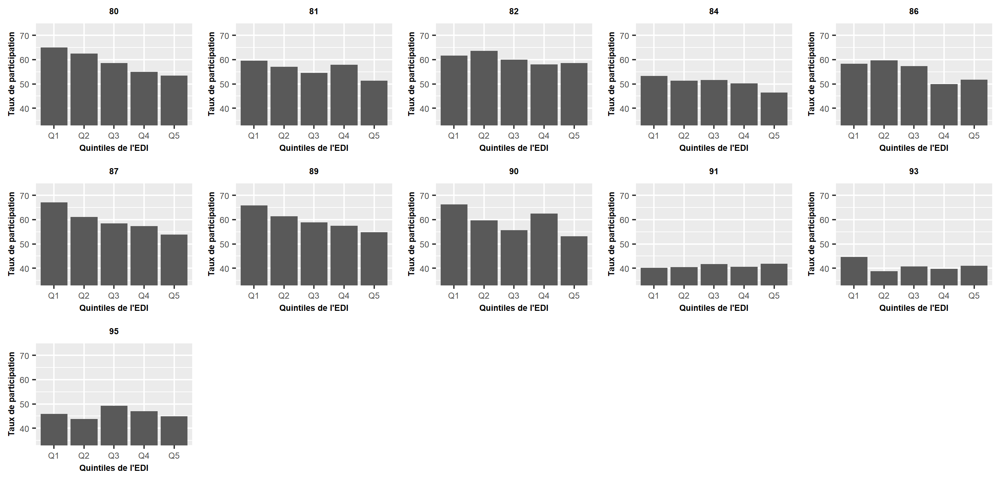 80
81
82
84
86
Taux de participation
70
60
50
40
Q1 Q2 Q3 Q4 Q5
Quintiles de l'EDI
Taux de participation
70
60
50
40
Q1 Q2 Q3 Q4 Q5
Quintiles de l'EDI
Taux de participation
70
60
50
40
Q1 Q2 Q3 Q4 Q5
Quintiles de l'EDI
Taux de participation
70
60
50
40
Q1 Q2 Q3 Q4 Q5
Quintiles de l'EDI
Taux de participation
70
60
50
40
Q1 Q2 Q3 Q4 Q5
Quintiles de l'EDI
87
89
90
91
93
Taux de participation
70
60
50
40
Q1 Q2 Q3 Q4 Q5
Quintiles de l'EDI
Taux de participation
70
60
50
40
Q1 Q2 Q3 Q4 Q5
Quintiles de l'EDI
Taux de participation
70
60
50
40
Q1 Q2 Q3 Q4 Q5
Quintiles de l'EDI
Taux de participation
70
60
50
40
Q1 Q2 Q3 Q4 Q5
Quintiles de l'EDI
Taux de participation
70
60
50
40
Q1 Q2 Q3 Q4 Q5
Quintiles de l'EDI
95
Taux de participation
70
60
50
40
Q1 Q2 Q3 Q4 Q5
Quintiles de l'EDI